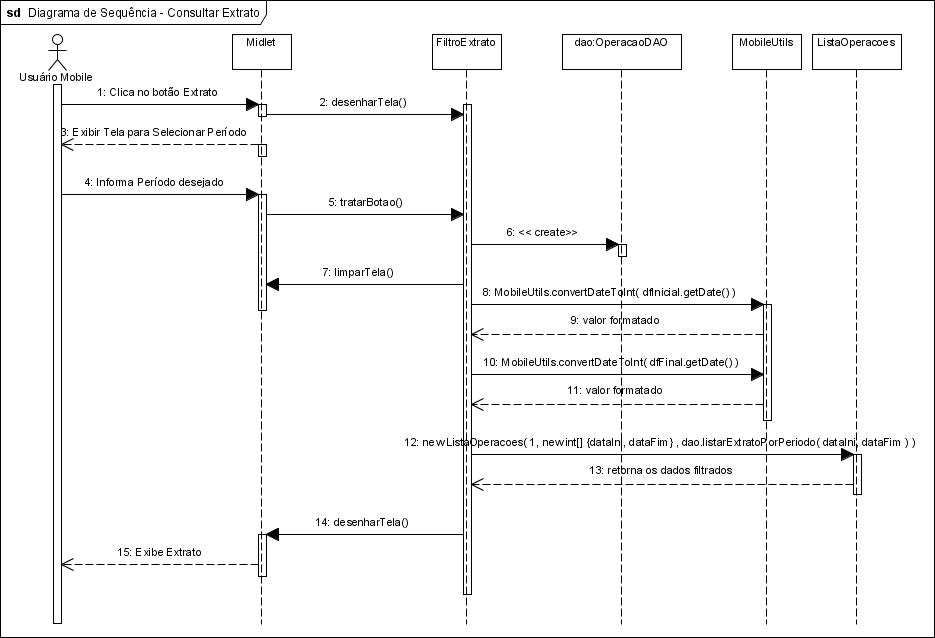 sd Diagrama de Sequência - Consultar Extrato
Usuário Mobile
Midlet
FiltroExtrato
dao:OperacaoDAO
MobileUtils
ListaOperacoes
1: Clica no botão Extrato
2: desenharTela()
3: Exibir Tela para Selecionar Período
4: Informa Período desejado
5: tratarBotao()
6: << create>>
7: limparTela()
8: MobileUtils.convertDateToInt( dfInicial.getDate() )
9: valor formatado
10: MobileUtils.convertDateToInt( dfFinal.getDate() )
11: valor formatado
12: new ListaOperacoes( 1, new int[] {dataIni, dataFim} , dao.listarExtratoPorPeriodo( dataIni, dataFim ) )
13: retorna os dados filtrados
14: desenharTela()
15: Exibe Extrato